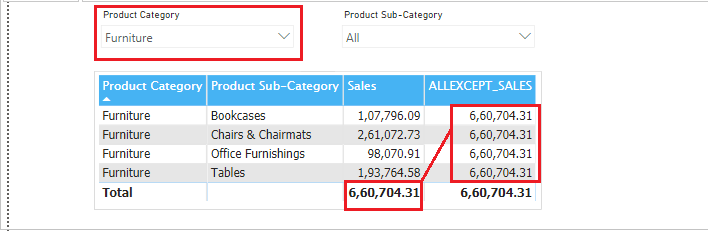 Product Category Product Sub-Category
Furniture All
Product Category Product Sub-Category Sales ALLEXCEPT_SALES
Furniture Bookcases 1,07,796.09 6,60,704.31
Furniture Chairs & Chairmats 2,61,072.73 6,60,704.31
Furniture Office Furnishings 98,070.91 6,60,704.31
Furniture Tables 1,93,764.58 6,60,704.31
Total 6,60,704.31 6,60,704.31